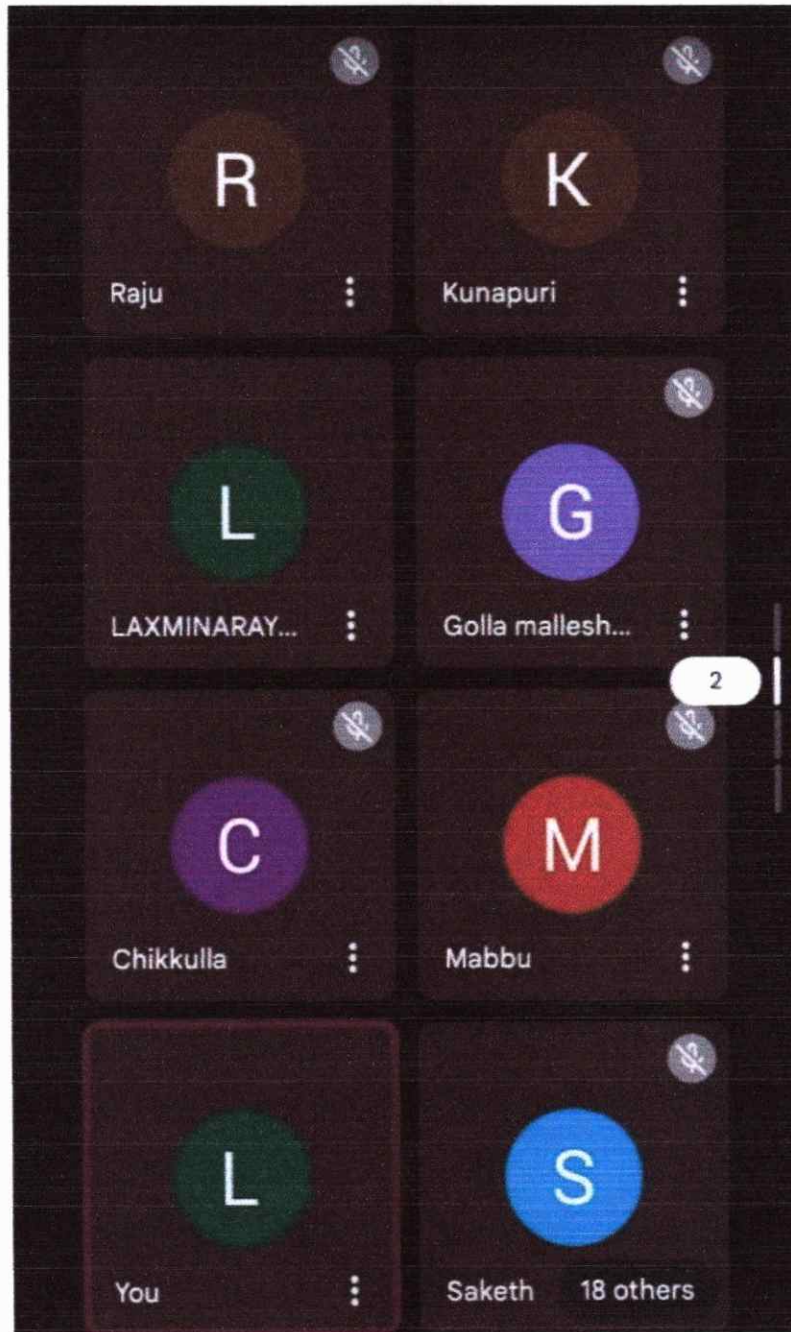 R K
Raju Kunapuri
L G
LAXMINARAY... Golla mallesh...
2
C M
Chikkulla Mabbu
L S
You Saketh 18 others